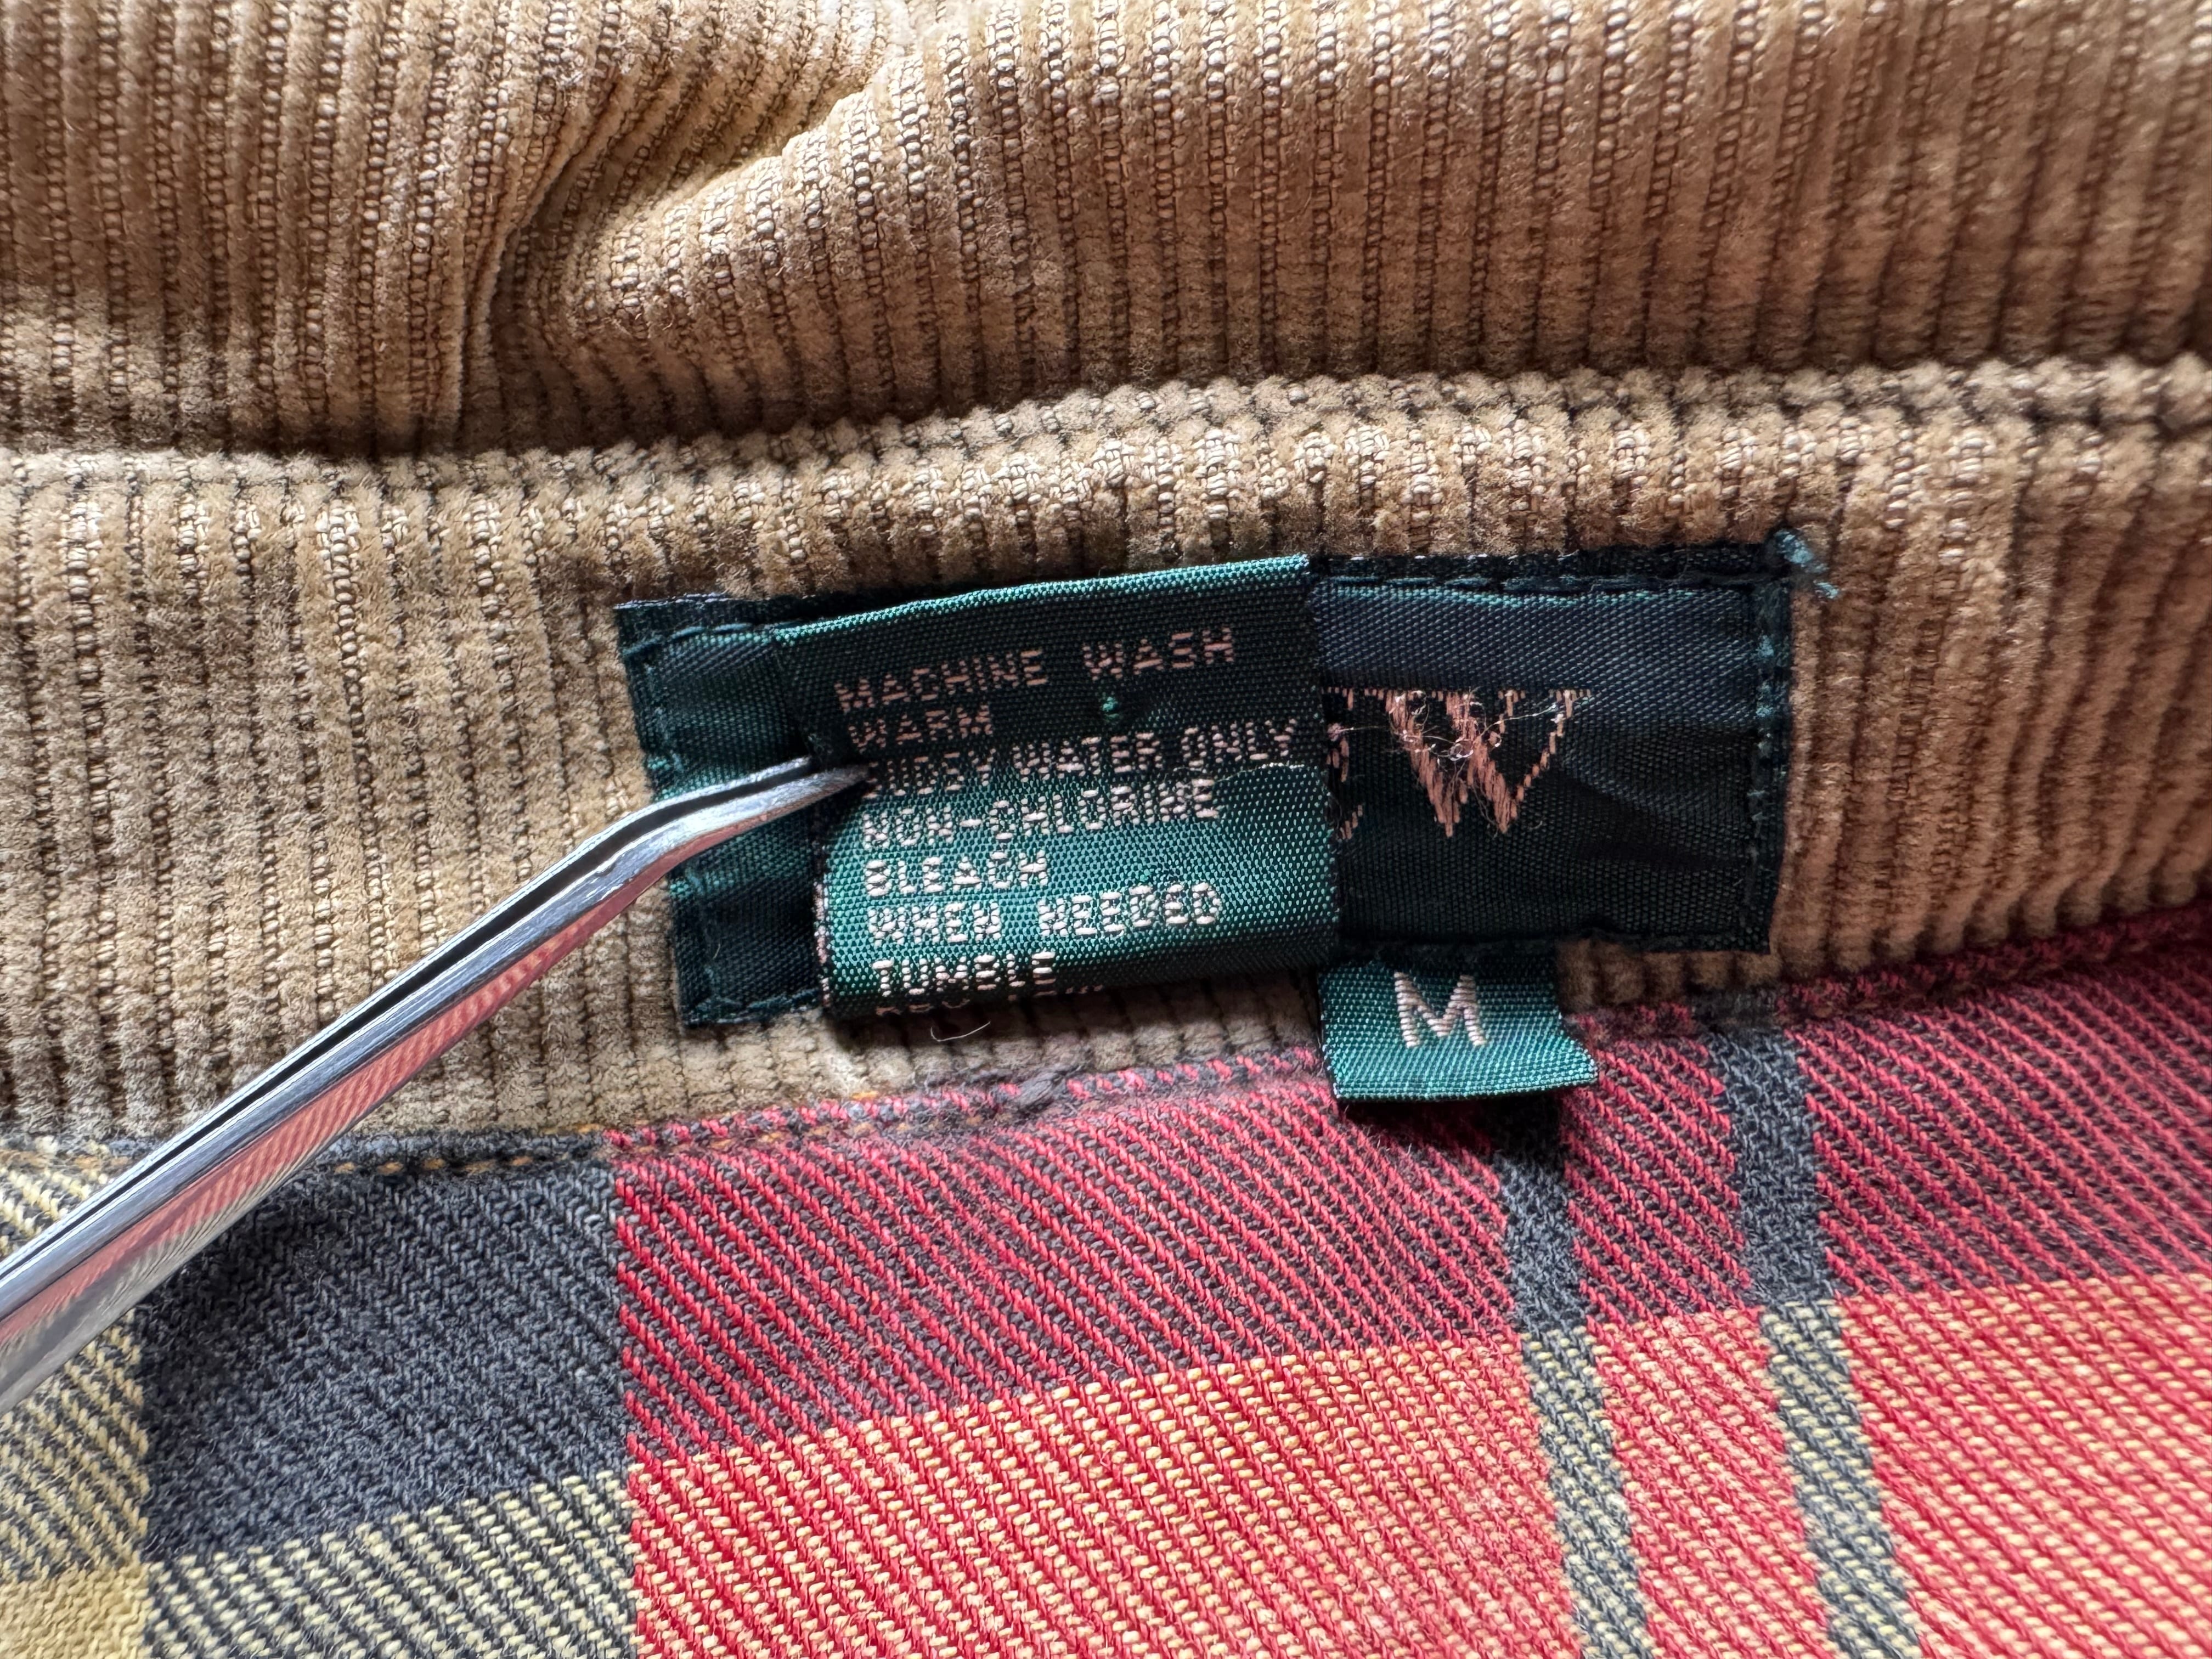 MACHINE WASH
WARM
SUDSY WATER ONLY
NON-CHLORINE
BLEACH
WHEN NEEDED
TUMBLE
W
M